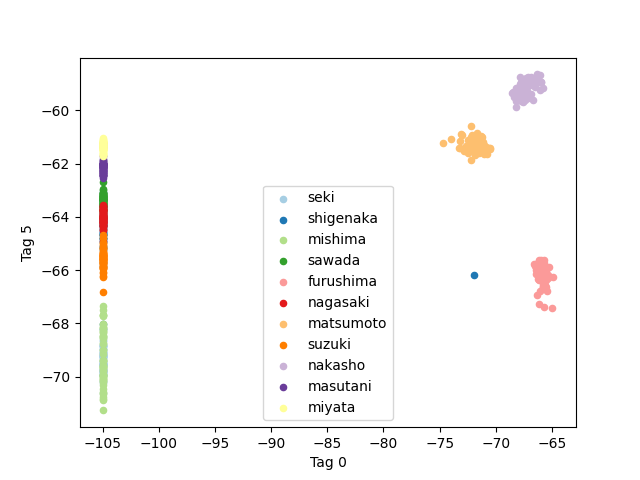 −60
−62
−64
−66
−68
−70
Tag 5
seki
shigenaka
mishima
sawada
furushima
nagasaki
matsumoto
suzuki
nakasho
masutani
miyata
−105 −100 −95 −90 −85 −80 −75 −70 −65
Tag 0